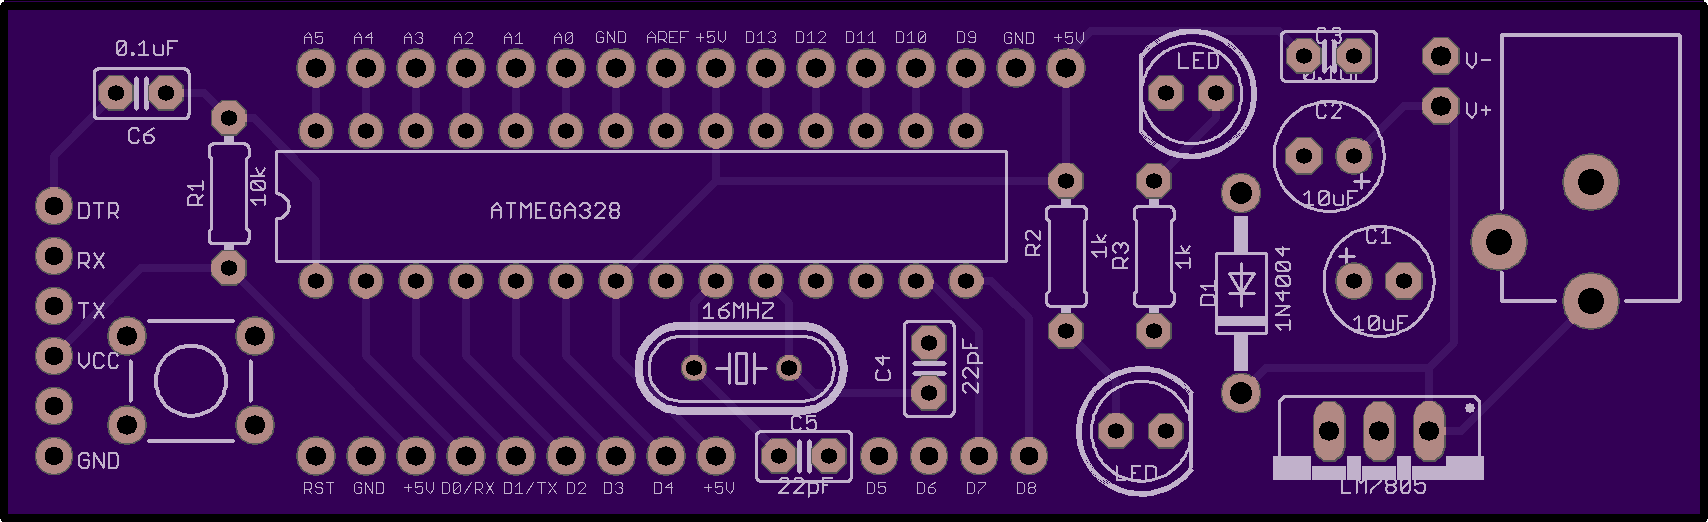 A5 A4 A3 A2 A1 A0 GND AREF +5V D13 D12 D11 D10 D9 GND +5V
0.1uF
C6
LED
C3
0.1uF
V-
V+
C2
+
10uF
R1
10k
ATMEGA328
DTR
RX
TX
VCC
GND
R2
1k
R3
1k
D1
1N4004
C1
+
10uF
16MHZ
C4
22pF
C5
22pF
LED
LM7805
RST GND +5V D0/RX D1/TX D2 D3 D4 +5V D5 D6 D7 D8